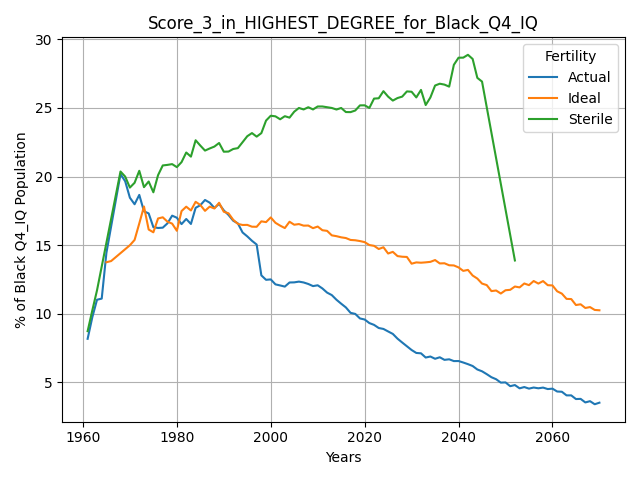 Score_3_in_HIGHEST_DEGREE_for_Black_Q4_IQ
% of Black Q4_IQ Population
30
25
20
15
10
5
Fertility
Actual
Ideal
Sterile
1960 1980 2000 2020 2040 2060
Years